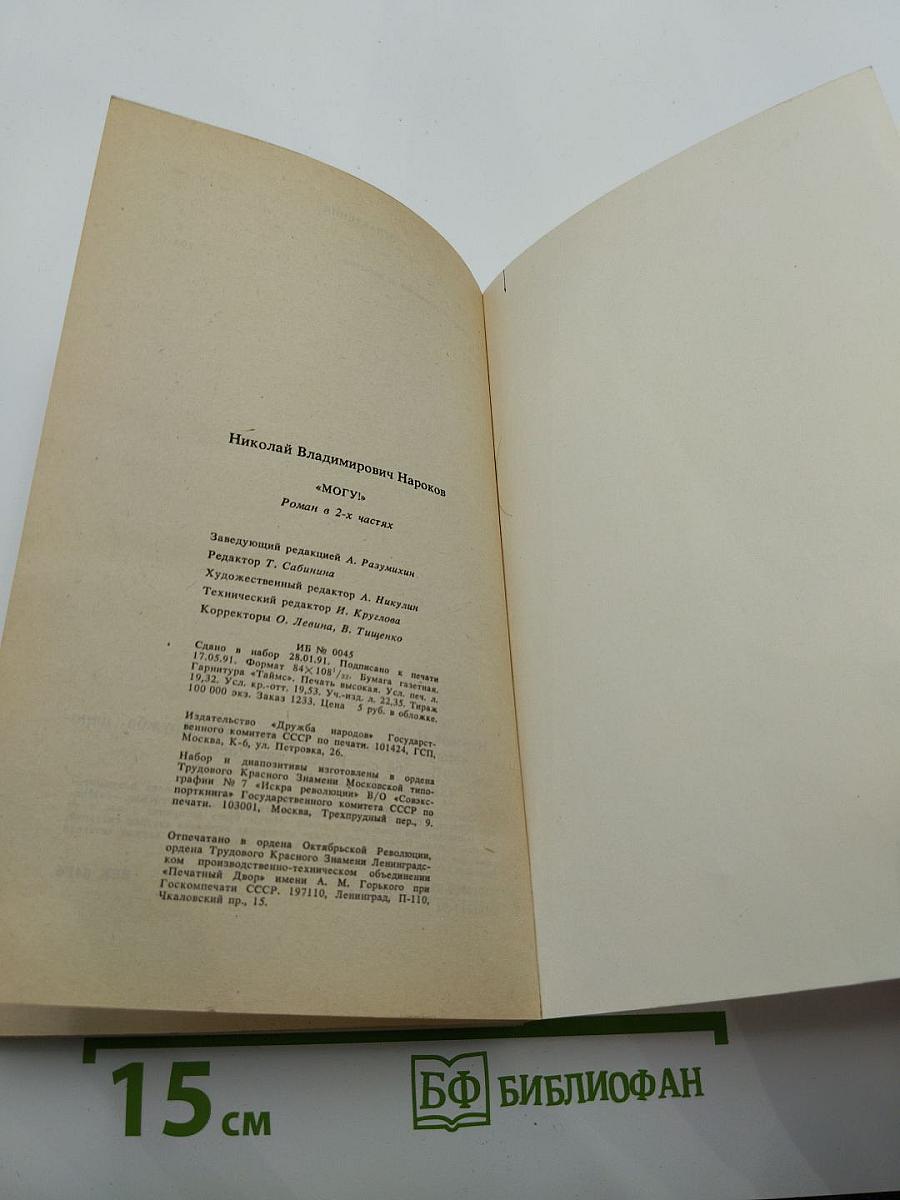 Николай Владимирович Нароков
«МОГУ!»
Роман в 2-х частях
Заведующий редакцией А. Разумихин
Редактор Т. Сабинина
Художественный редактор А. Никулин
Технический редактор И. Круглова
Корректоры О. Левина, В. Тищенко
ИБ № 0045
Сдано в набор 28.01.91. Подписано к печати
17.05.91. Формат 84×108¹/₃₂. Бумага газетная.
Гарнитура «Таймс». Печать высокая. Усл. печ. л.
19,32. Усл. кр.-отт. 19,53. Уч.-изд. л. 22,35. Тираж
100 000 экз. Заказ 1233. Цена 5 руб. в обложке.
Издательство «Дружба народов» Государст-
венного комитета СССР по печати. 101424, ГСП,
Москва, К-6, ул. Петровка, 26.
Набор и диапозитивы изготовлены в ордена
Трудового Красного Знамени Московской типо-
графии № 7 «Искра революции» В/О «Совэкс-
порткнига» Государственного комитета СССР по
печати. 103001, Москва, Трехпрудный пер., 9.
Отпечатано в ордена Октябрьской Революции,
ордена Трудового Красного Знамени Ленинградс-
ком производственно-техническом объединении
«Печатный Двор» имени А. М. Горького при
Госкомпечати СССР. 197110, Ленинград, П-110,
Чкаловский пр., 15.
15 см
БФ БИБЛИОФАН